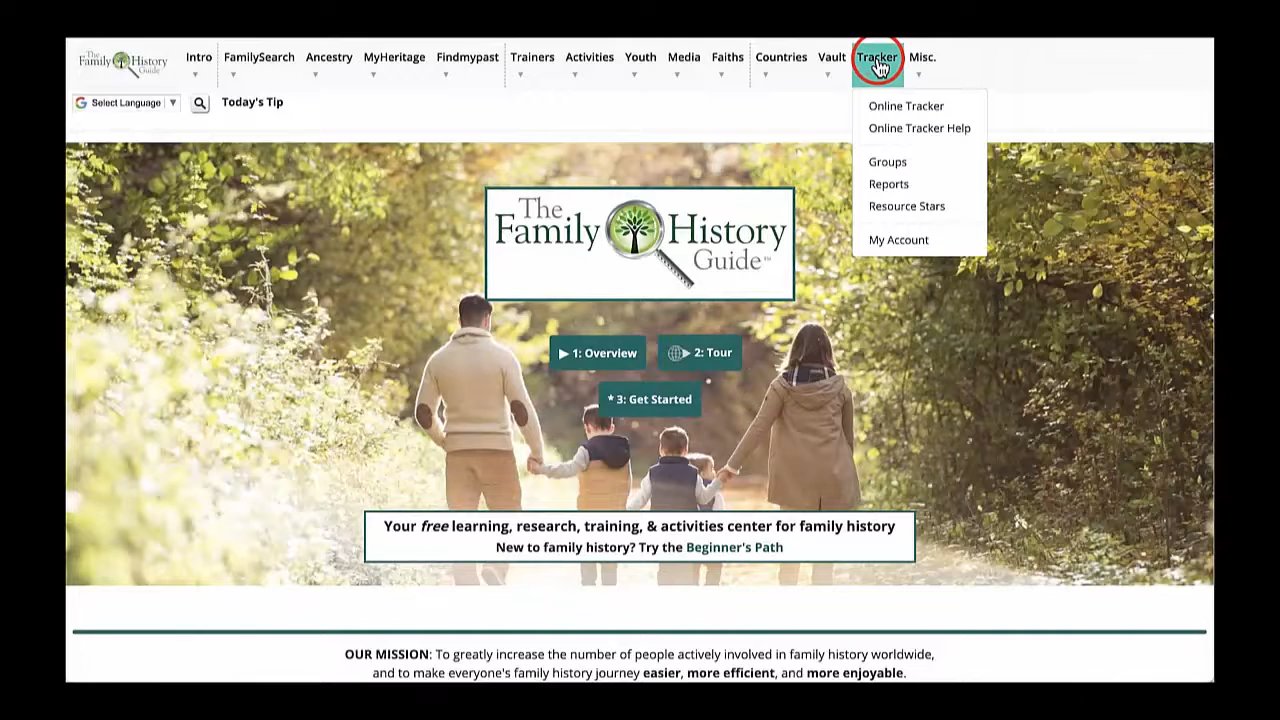 The Family History Guide
Intro FamilySearch Ancestry MyHeritage Findmypast Trainers Activities Youth Media Faiths Countries Vault Tracker Misc.
Select Language Today's Tip
Online Tracker
Online Tracker Help
Groups
Reports
Resource Stars
My Account
The
Family History
Guide™
1: Overview 2: Tour
* 3: Get Started
Your free learning, research, training, & activities center for family history
New to family history? Try the Beginner's Path
OUR MISSION: To greatly increase the number of people actively involved in family history worldwide,
and to make everyone's family history journey easier, more efficient, and more enjoyable.